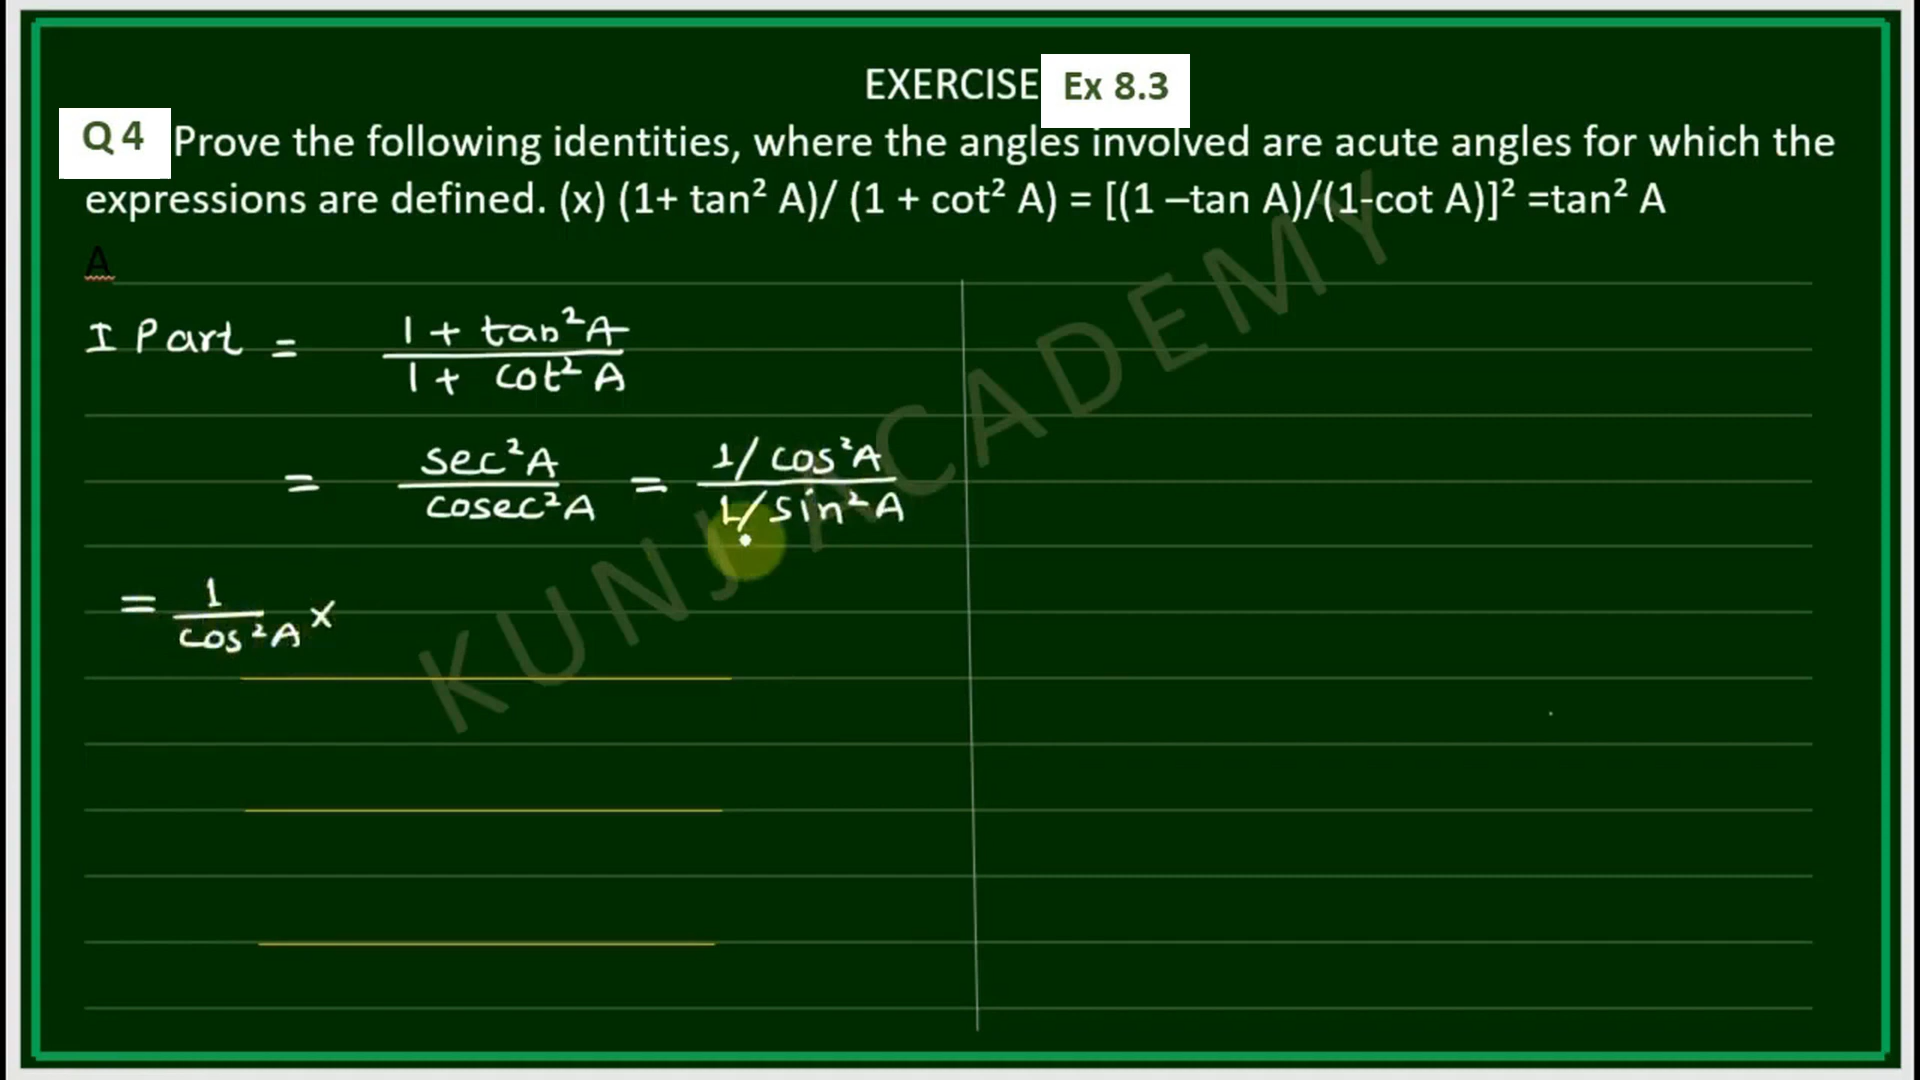 EXERCISE Ex 8.3
Q 4 Prove the following identities, where the angles involved are acute angles for which the
expressions are defined. (x) (1+ tan² A)/ (1 + cot² A) = [(1 –tan A)/(1-cot A)]² =tan² A
A
I Part = 1 + tan²A / 1 + cot² A
= sec²A / cosec²A = 1/cos²A / 1/sin²A
= 1 / cos²A ×
KUNJ ACADEMY